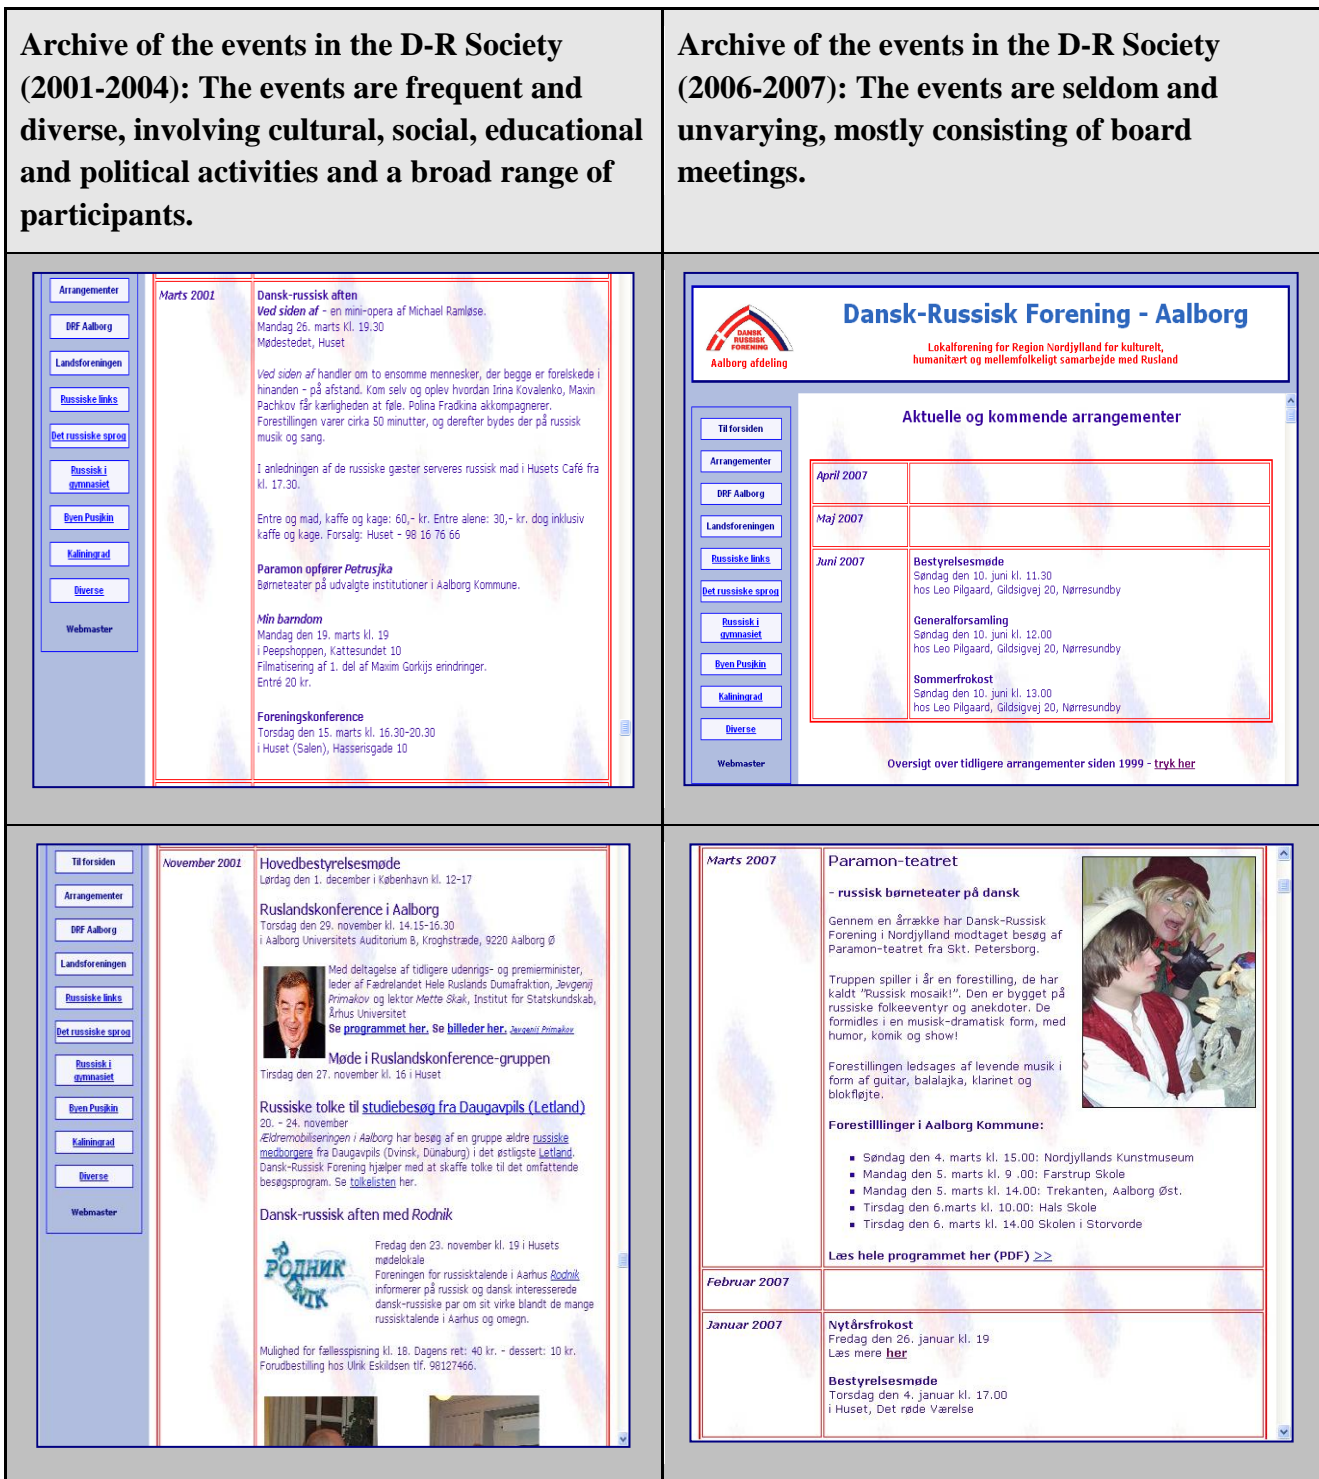 Archive of the events in the D-R Society
(2001-2004): The events are frequent and
diverse, involving cultural, social, educational
and political activities and a broad range of
participants.
Archive of the events in the D-R Society
(2006-2007): The events are seldom and
unvarying, mostly consisting of board
meetings.
Arrangementer
DRF Aalborg
Landsforeningen
Russiske links
Det russiske sprog
Russisk i
gymnasiet
Byen Pusjkin
Kaliningrad
Diverse
Webmaster
Marts 2001
Dansk-russisk aften
Ved siden af - en mini-opera af Michael Ramløse.
Mandag 26. marts Kl. 19.30
Mødestedet, Huset
Ved siden af handler om to ensomme mennesker, der begge er forelskede i
hinanden - på afstand. Kom selv og oplev hvordan Irina Kovalenko, Maxin
Pachkov får kærligheden at føle. Polina Fradkina akkompagnerer.
Forestillingen varer cirka 50 minutter, og derefter bydes der på russisk
musik og sang.
I anledningen af de russiske gæster serveres russisk mad i Husets Café fra
kl. 17.30.
Entre og mad, kaffe og kage: 60,- kr. Entre alene: 30,- kr. dog inklusiv
kaffe og kage. Forsalg: Huset - 98 16 76 66
Paramon opfører Petrusjka
Børneteater på udvalgte institutioner i Aalborg Kommune.
Min barndom
Mandag den 19. marts kl. 19
i Peepshoppen, Kattesundet 10
Filmatisering af 1. del af Maxim Gorkijs erindringer.
Entré 20 kr.
Foreningskonference
Torsdag den 15. marts kl. 16.30-20.30
i Huset (Salen), Hasserisgade 10
DANSK
RUSSISK
FORENING
Aalborg afdeling
Dansk-Russisk Forening - Aalborg
Lokalforening for Region Nordjylland for kulturelt,
humanitært og mellemfolkeligt samarbejde med Rusland
Til forsiden
Arrangementer
DRF Aalborg
Landsforeningen
Russiske links
Det russiske sprog
Russisk i
gymnasiet
Byen Pusjkin
Kaliningrad
Diverse
Webmaster
Aktuelle og kommende arrangementer
April 2007
Maj 2007
Juni 2007
Bestyrelsesmøde
Søndag den 10. juni kl. 11.30
hos Leo Pilgaard, Gildsigvej 20, Nørresundby
Generalforsamling
Søndag den 10. juni kl. 12.00
hos Leo Pilgaard, Gildsigvej 20, Nørresundby
Sommerfrokost
Søndag den 10. juni kl. 13.00
hos Leo Pilgaard, Gildsigvej 20, Nørresundby
Oversigt over tidligere arrangementer siden 1999 - tryk her
Til forsiden
Arrangementer
DRF Aalborg
Landsforeningen
Russiske links
Det russiske sprog
Russisk i
gymnasiet
Byen Pusjkin
Kaliningrad
Diverse
Webmaster
November 2001
Hovedbestyrelsesmøde
Lørdag den 1. december i København kl. 12-17
Ruslandskonference i Aalborg
Torsdag den 29. november kl. 14.15-16.30
i Aalborg Universitets Auditorium B, Kroghstræde, 9220 Aalborg Ø
Med deltagelse af tidligere udenrigs- og premierminister,
leder af Fædrelandet Hele Ruslands Dumafraktion, Jevgenij
Primakov og lektor Mette Skak, Institut for Statskundskab,
Århus Universitet
Se programmet her. Se billeder her. Jevgenij Primakov
Møde i Ruslandskonference-gruppen
Tirsdag den 27. november kl. 16 i Huset
Russiske tolke til studiebesøg fra Daugavpils (Letland)
20. - 24. november
Ældremobiliseringen i Aalborg har besøg af en gruppe ældre russiske
medborgere fra Daugavpils (Dvinsk, Dünaburg) i det østligste Letland.
Dansk-Russisk Forening hjælper med at skaffe tolke til det omfattende
besøgsprogram. Se tolkelisten her.
Dansk-russisk aften med Rodnik
РОДНИК
RODNIK
Fredag den 23. november kl. 19 i Husets
mødelokale
Foreningen for russisktalende i Aarhus Rodnik
informerer på russisk og dansk interesserede
dansk-russiske par om sit virke blandt de mange
russisktalende i Aarhus og omegn.
Mulighed for fællesspisning kl. 18. Dagens ret: 40 kr. - dessert: 10 kr.
Forudbestilling hos Ulrik Eskildsen tlf. 98127466.
Marts 2007
Paramon-teatret
- russisk børneteater på dansk
Gennem en årrække har Dansk-Russisk
Forening i Nordjylland modtaget besøg af
Paramon-teatret fra Skt. Petersborg.
Truppen spiller i år en forestilling, de har
kaldt "Russisk mosaik!". Den er bygget på
russiske folkeeventyr og anekdoter. De
formidles i en musisk-dramatisk form, med
humor, komik og show!
Forestillingen ledsages af levende musik i
form af guitar, balalajka, klarinet og
blokfløjte.
Forestilllinger i Aalborg Kommune:
Søndag den 4. marts kl. 15.00: Nordjyllands Kunstmuseum
Mandag den 5. marts kl. 9 .00: Farstrup Skole
Mandag den 5. marts kl. 14.00: Trekanten, Aalborg Øst.
Tirsdag den 6.marts kl. 10.00: Hals Skole
Tirsdag den 6. marts kl. 14.00 Skolen i Storvorde
Læs hele programmet her (PDF) >>
Februar 2007
Januar 2007
Nytårsfrokost
Fredag den 26. januar kl. 19
Læs mere her
Bestyrelsesmøde
Torsdag den 4. januar kl. 17.00
i Huset, Det røde Værelse